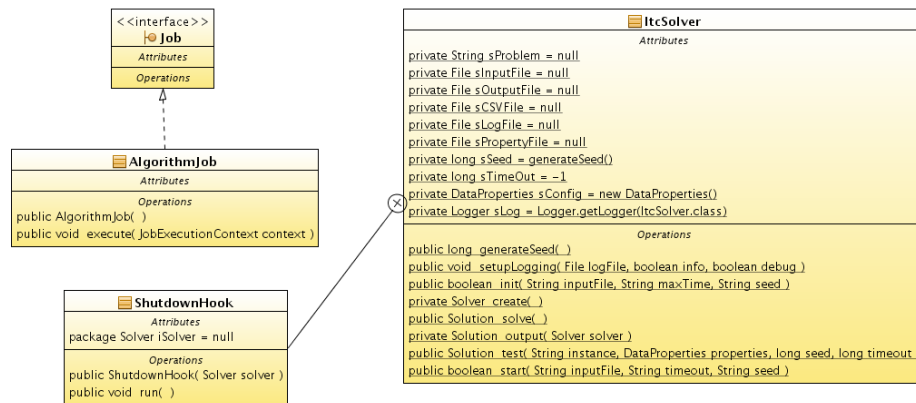 <<interface>>
Job
Attributes
Operations
AlgorithmJob
Attributes
Operations
public AlgorithmJob( )
public void execute( JobExecutionContext context )
ShutdownHook
Attributes
package Solver iSolver = null
Operations
public ShutdownHook( Solver solver )
public void run( )
ItcSolver
Attributes
private String sProblem = null
private File sInputFile = null
private File sOutputFile = null
private File sCSVFile = null
private File sLogFile = null
private File sPropertyFile = null
private long sSeed = generateSeed()
private long sTimeOut = -1
private DataProperties sConfig = new DataProperties()
private Logger sLog = Logger.getLogger(ItcSolver.class)
Operations
public long generateSeed( )
public void setupLogging( File logFile, boolean info, boolean debug )
public boolean init( String inputFile, String maxTime, String seed )
private Solver create( )
public Solution solve( )
private Solution output( Solver solver )
public Solution test( String instance, DataProperties properties, long seed, long timeout
public boolean start( String inputFile, String timeout, String seed )